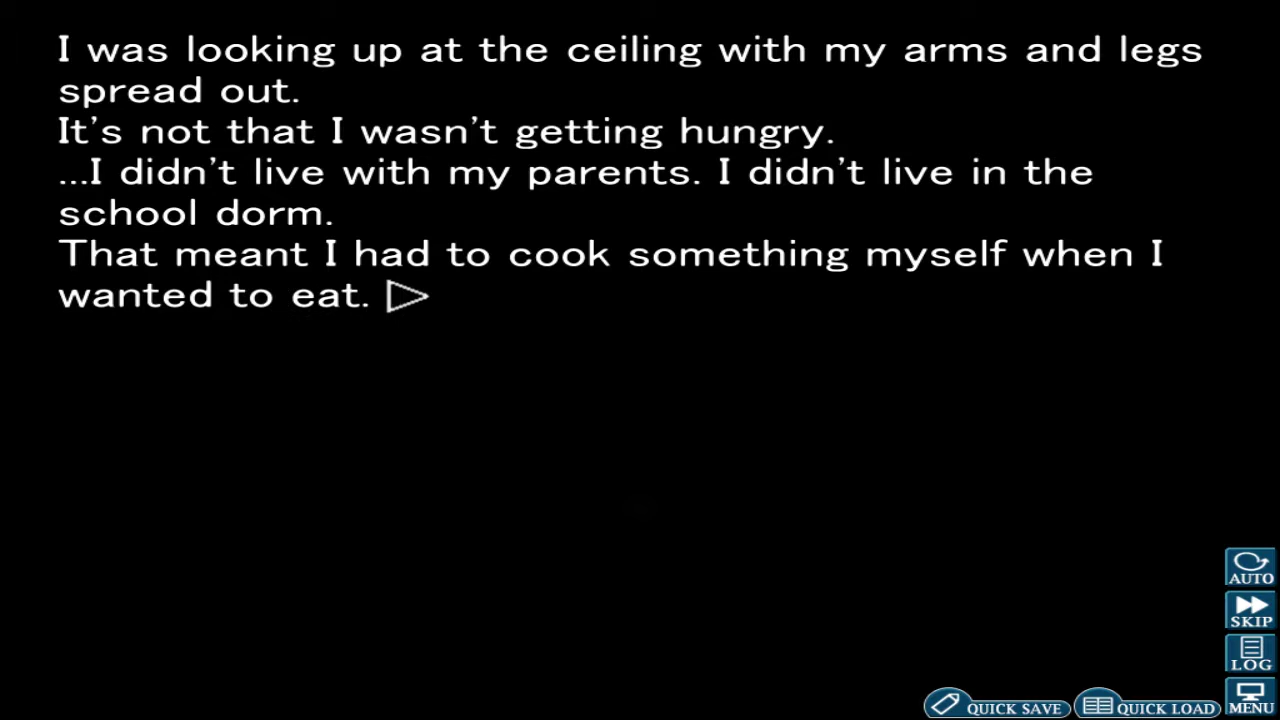 I was looking up at the ceiling with my arms and legs
spread out.
It's not that I wasn't getting hungry.
...I didn't live with my parents. I didn't live in the
school dorm.
That meant I had to cook something myself when I
wanted to eat.
AUTO
SKIP
LOG
QUICK SAVE
QUICK LOAD
MENU